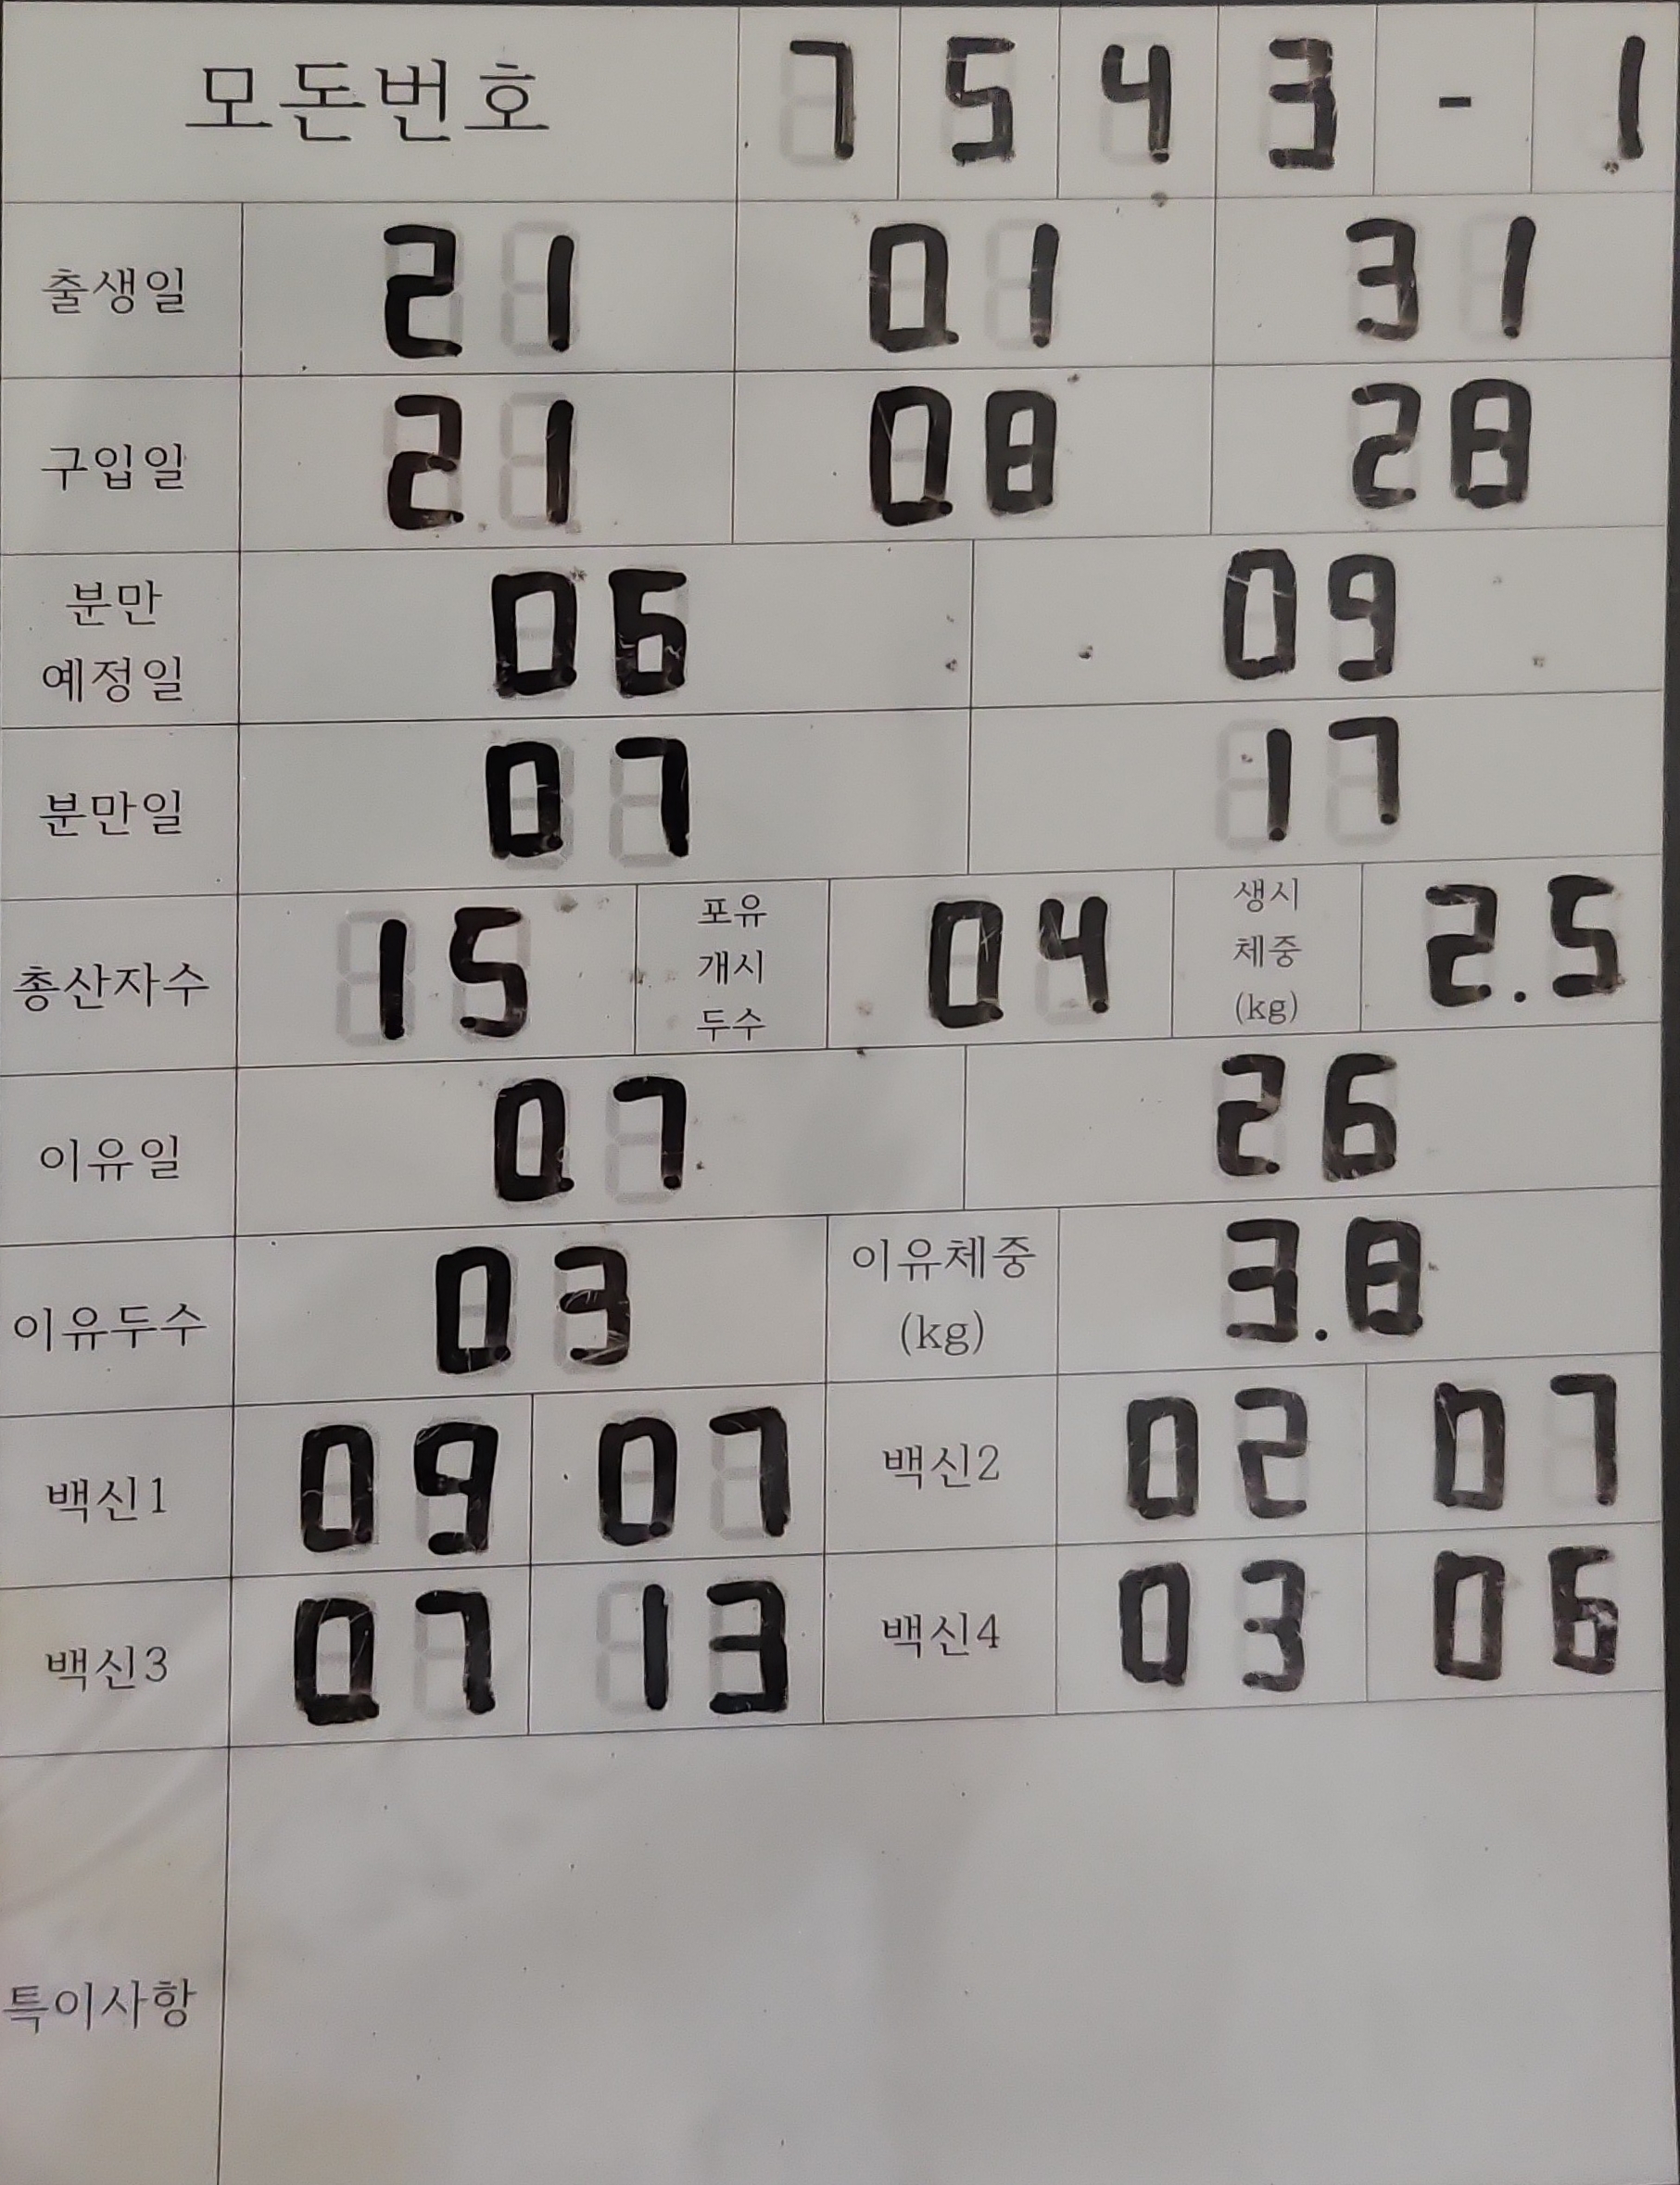 모돈번호 7 5 4 3 - 1
출생일 21 01 31
구입일 21 08 28
분만
예정일 06 09
분만일 07 17
총산자수 15 포유
개시
두수 04 생시
체중
(kg) 2.5
이유일 07 26
이유두수 03 이유체중
(kg) 3.8
백신1 09 07 백신2 02 07
백신3 07 13 백신4 03 06
특이사항